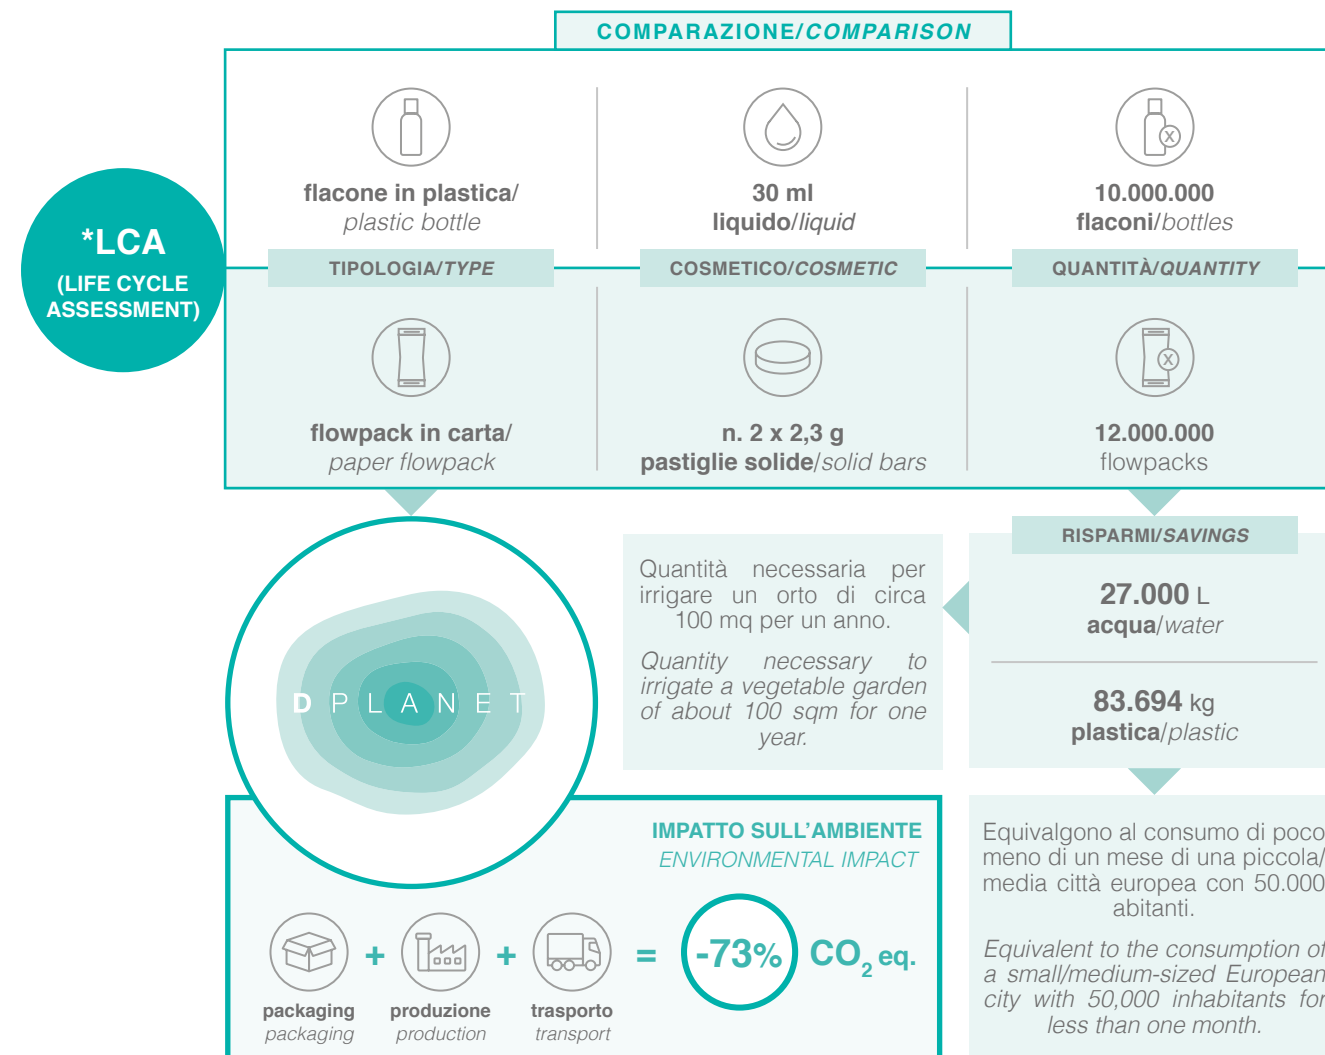 COMPARAZIONE/COMPARISON
*LCA
(LIFE CYCLE
ASSESSMENT)
flacone in plastica/
plastic bottle
30 ml
liquido/liquid
X
10.000.000
flaconi/bottles
TIPOLOGIA/TYPE
COSMETICO/COSMETIC
QUANTITÀ/QUANTITY
flowpack in carta/
paper flowpack
n. 2 x 2,3 g
pastiglie solide/solid bars
X
12.000.000
flowpacks
DPLANET
Quantità necessaria per
irrigare un orto di circa
100 mq per un anno.
Quantity necessary to
irrigate a vegetable garden
of about 100 sqm for one
year.
RISPARMI/SAVINGS
27.000 L
acqua/water
83.694 kg
plastica/plastic
IMPATTO SULL'AMBIENTE
ENVIRONMENTAL IMPACT
packaging
packaging
+
produzione
production
+
trasporto
transport
=
-73%
CO2 eq.
Equivalgono al consumo di poco
meno di un mese di una piccola/
media città europea con 50.000
abitanti.
Equivalent to the consumption of
a small/medium-sized European
city with 50,000 inhabitants for
less than one month.